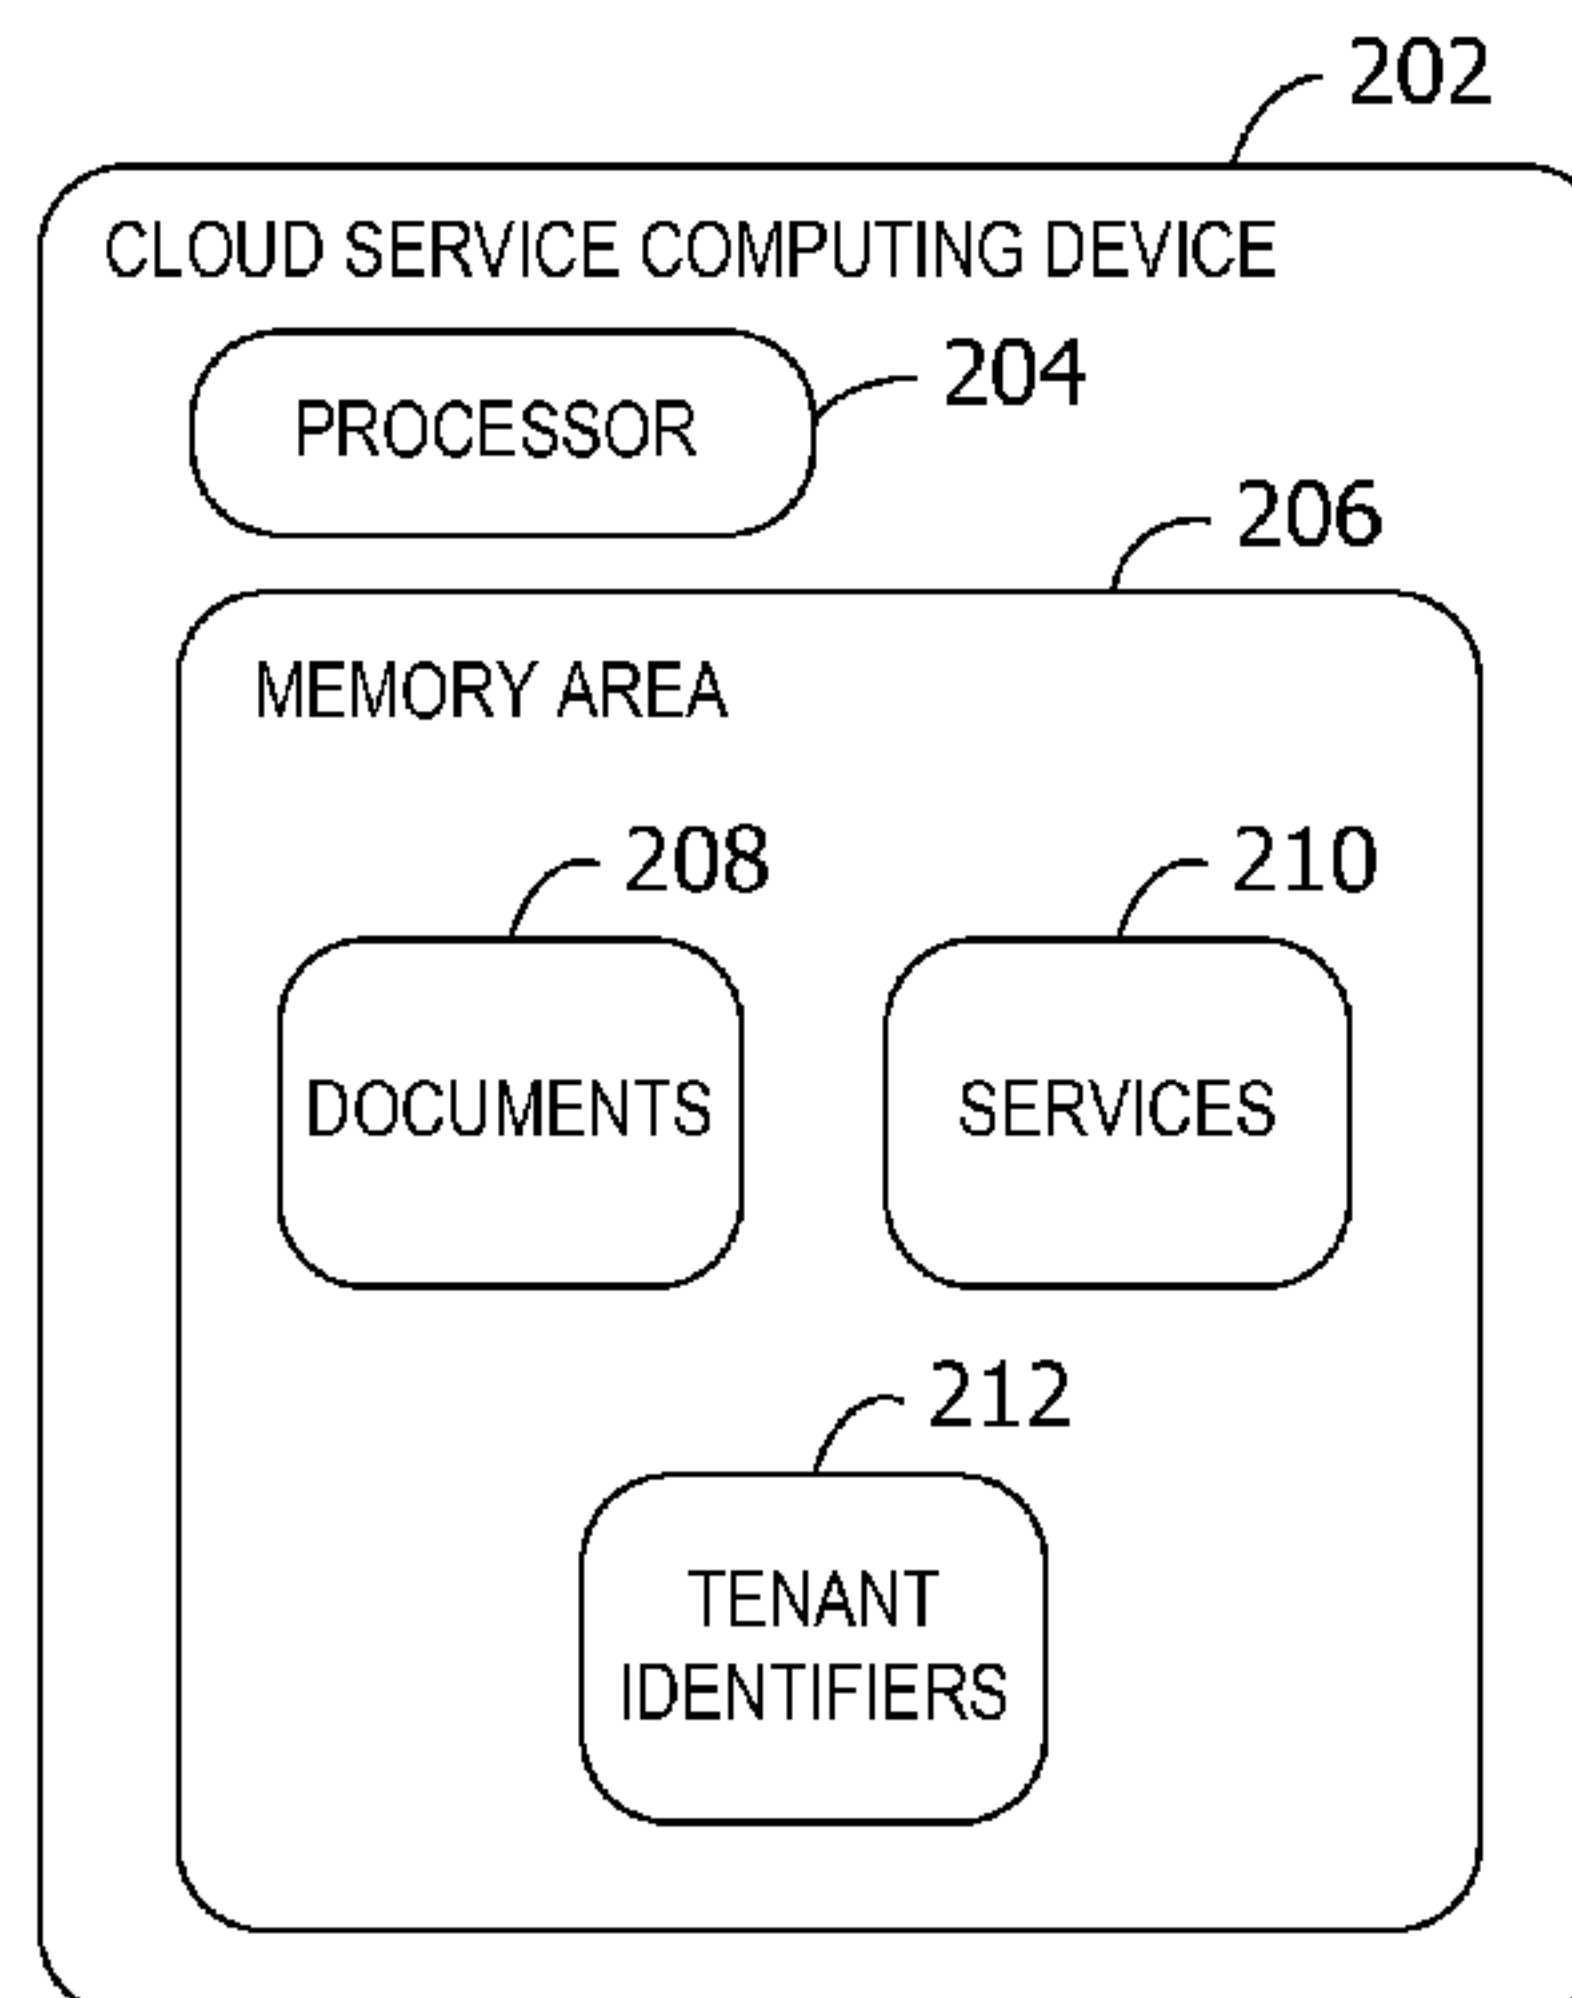 202
CLOUD SERVICE COMPUTING DEVICE
PROCESSOR
204
206
MEMORY AREA
208
210
DOCUMENTS
SERVICES
212
TENANT
IDENTIFIERS